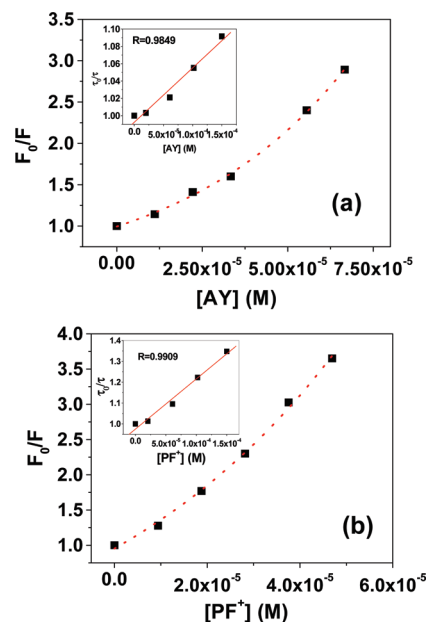 3.5
3.0
2.5
2.0
1.5
1.0
F₀/F
1.10
1.08
1.06
1.04
1.02
1.00
τ₀/τ
R=0.9849
0.00 5.0x10⁻⁵ 1.0x10⁻⁴ 1.5x10⁻⁴
[AY] (M)
(a)
0.00 2.50x10⁻⁵ 5.00x10⁻⁵ 7.50x10⁻⁵
[AY] (M)
4.0
3.5
3.0
2.5
2.0
1.5
1.0
F₀/F
1.4
1.3
1.2
1.1
1.0
τ₀/τ
R=0.9909
0.0 5.0x10⁻⁵ 1.0x10⁻⁴ 1.5x10⁻⁴
[PF⁺] (M)
(b)
0.0 2.0x10⁻⁵ 4.0x10⁻⁵ 6.0x10⁻⁵
[PF⁺] (M)